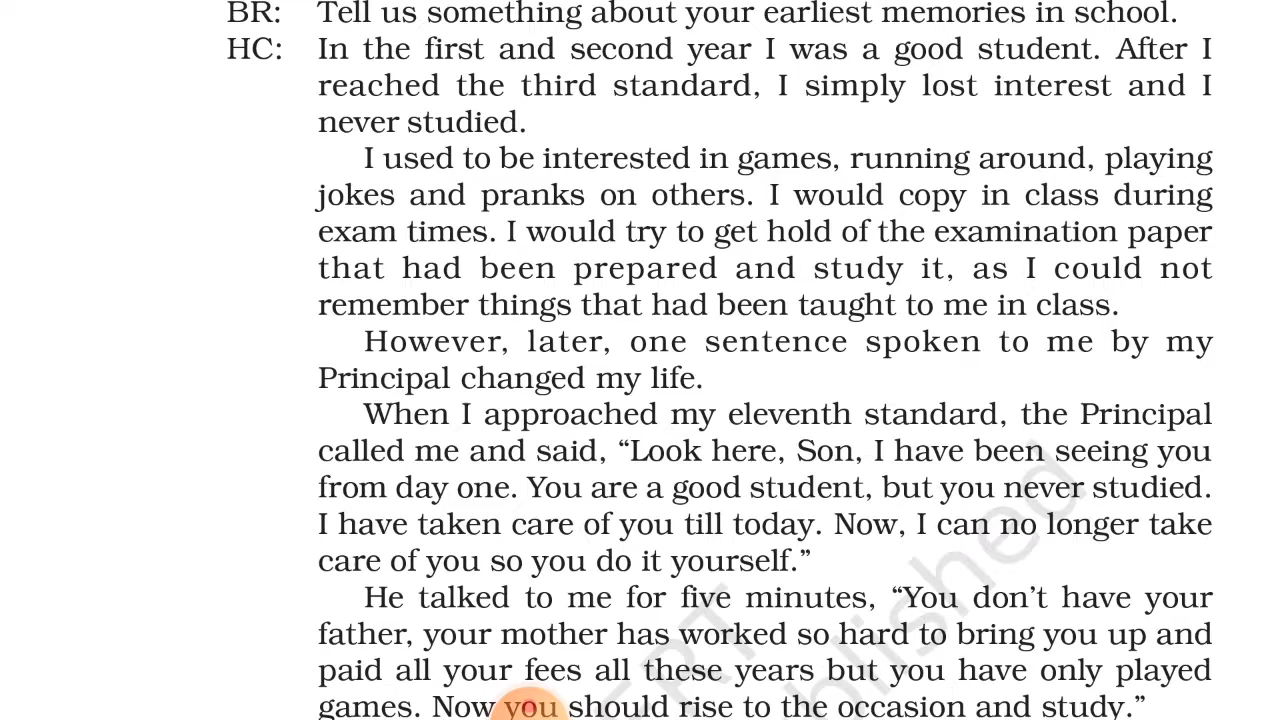 BR: Tell us something about your earliest memories in school.
HC: In the first and second year I was a good student. After I
reached the third standard, I simply lost interest and I
never studied.
I used to be interested in games, running around, playing
jokes and pranks on others. I would copy in class during
exam times. I would try to get hold of the examination paper
that had been prepared and study it, as I could not
remember things that had been taught to me in class.
However, later, one sentence spoken to me by my
Principal changed my life.
When I approached my eleventh standard, the Principal
called me and said, “Look here, Son, I have been seeing you
from day one. You are a good student, but you never studied.
I have taken care of you till today. Now, I can no longer take
care of you so you do it yourself.”
He talked to me for five minutes, “You don’t have your
father, your mother has worked so hard to bring you up and
paid all your fees all these years but you have only played
games. Now you should rise to the occasion and study.”